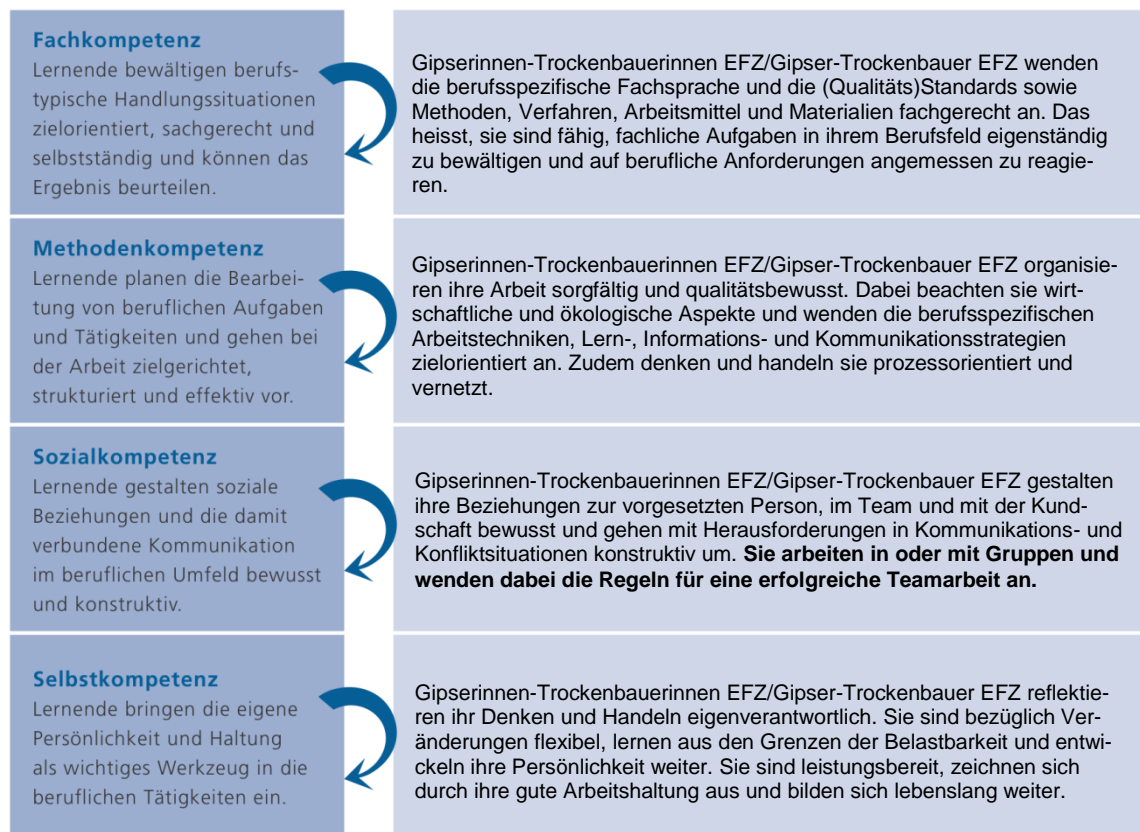 Fachkompetenz
Lernende bewältigen berufs-
typische Handlungssituationen
zielorientiert, sachgerecht und
selbstständig und können das
Ergebnis beurteilen.
Gipserinnen-Trockenbauerinnen EFZ/Gipser-Trockenbauer EFZ wenden
die berufsspezifische Fachsprache und die (Qualitäts)Standards sowie
Methoden, Verfahren, Arbeitsmittel und Materialien fachgerecht an. Das
heisst, sie sind fähig, fachliche Aufgaben in ihrem Berufsfeld eigenständig
zu bewältigen und auf berufliche Anforderungen angemessen zu reagie-
ren.
Methodenkompetenz
Lernende planen die Bearbei-
tung von beruflichen Aufgaben
und Tätigkeiten und gehen bei
der Arbeit zielgerichtet,
strukturiert und effektiv vor.
Gipserinnen-Trockenbauerinnen EFZ/Gipser-Trockenbauer EFZ organisie-
ren ihre Arbeit sorgfältig und qualitätsbewusst. Dabei beachten sie wirt-
schaftliche und ökologische Aspekte und wenden die berufsspezifischen
Arbeitstechniken, Lern-, Informations- und Kommunikationsstrategien
zielorientiert an. Zudem denken und handeln sie prozessorientiert und
vernetzt.
Sozialkompetenz
Lernende gestalten soziale
Beziehungen und die damit
verbundene Kommunikation
im beruflichen Umfeld bewusst
und konstruktiv.
Gipserinnen-Trockenbauerinnen EFZ/Gipser-Trockenbauer EFZ gestalten
ihre Beziehungen zur vorgesetzten Person, im Team und mit der Kund-
schaft bewusst und gehen mit Herausforderungen in Kommunikations- und
Konfliktsituationen konstruktiv um. Sie arbeiten in oder mit Gruppen und
wenden dabei die Regeln für eine erfolgreiche Teamarbeit an.
Selbstkompetenz
Lernende bringen die eigene
Persönlichkeit und Haltung
als wichtiges Werkzeug in die
beruflichen Tätigkeiten ein.
Gipserinnen-Trockenbauerinnen EFZ/Gipser-Trockenbauer EFZ reflektie-
ren ihr Denken und Handeln eigenverantwortlich. Sie sind bezüglich Ver-
änderungen flexibel, lernen aus den Grenzen der Belastbarkeit und entwi-
ckeln ihre Persönlichkeit weiter. Sie sind leistungsbereit, zeichnen sich
durch ihre gute Arbeitshaltung aus und bilden sich lebenslang weiter.